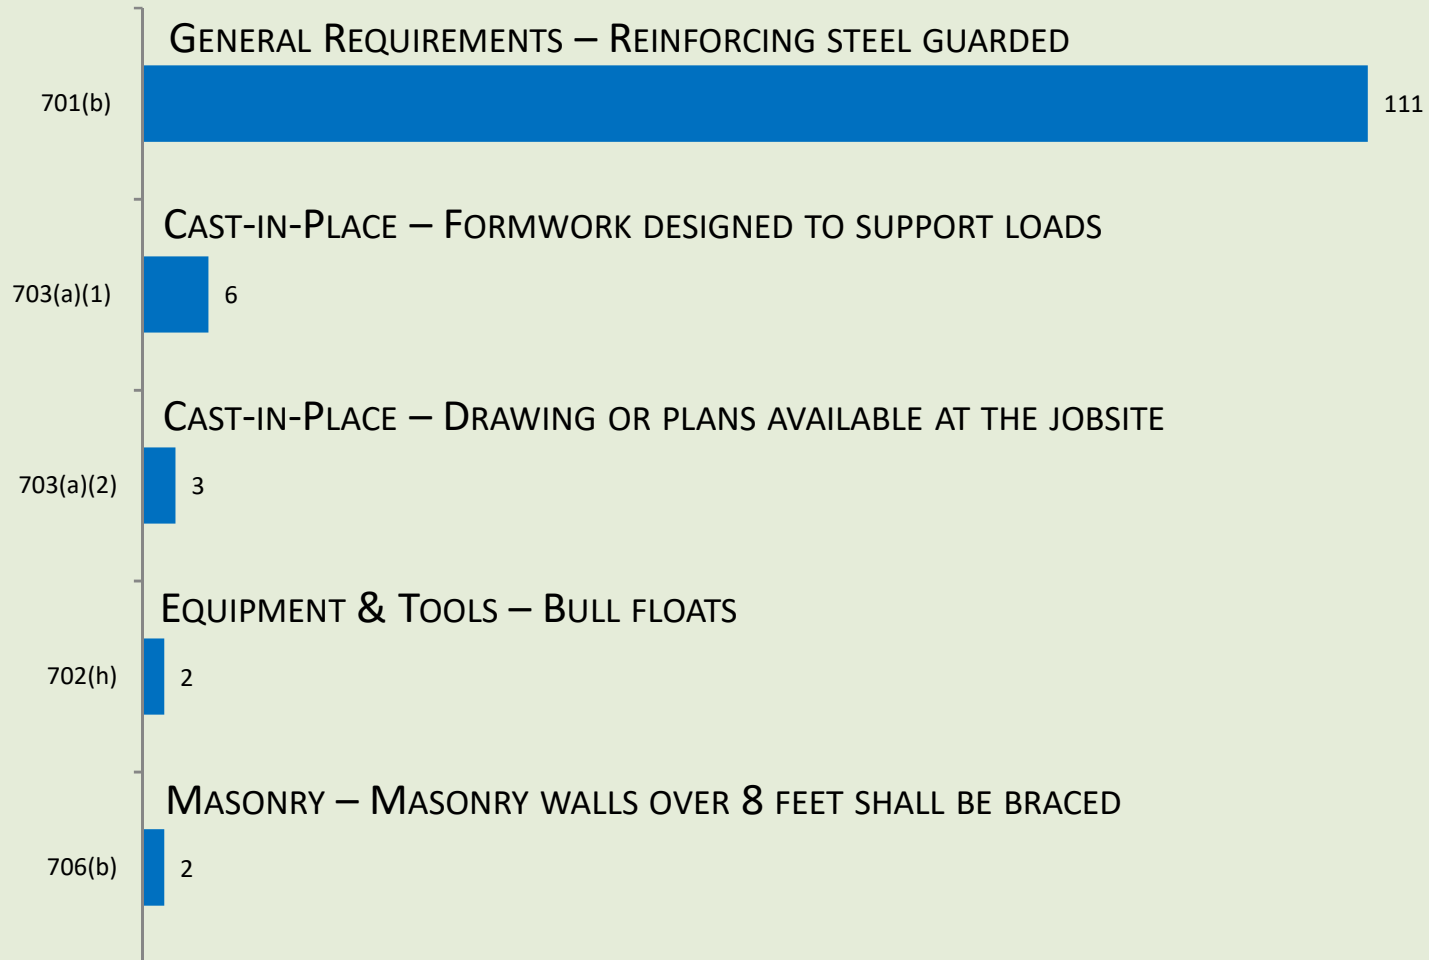 General Requirements – Reinforcing steel guarded
701(b)
111
Cast-in-Place – Formwork designed to support loads
703(a)(1)
6
Cast-in-Place – Drawing or plans available at the jobsite
703(a)(2)
3
Equipment & Tools – Bull floats
702(h)
2
Masonry – Masonry walls over 8 feet shall be braced
706(b)
2